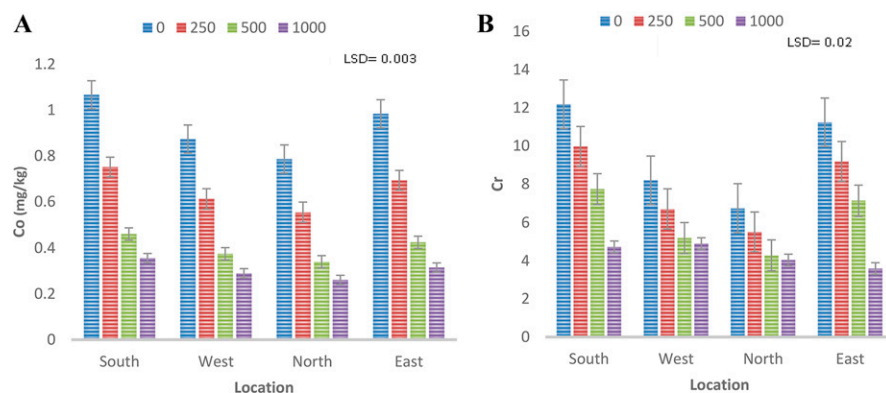 A
0 250 500 1000
LSD= 0.003
1.2
1
0.8
0.6
0.4
0.2
0
Co (mg/kg)
South West North East
Location
B
0 250 500 1000
LSD= 0.02
16
14
12
10
8
6
4
2
0
Cr
South West North East
Location